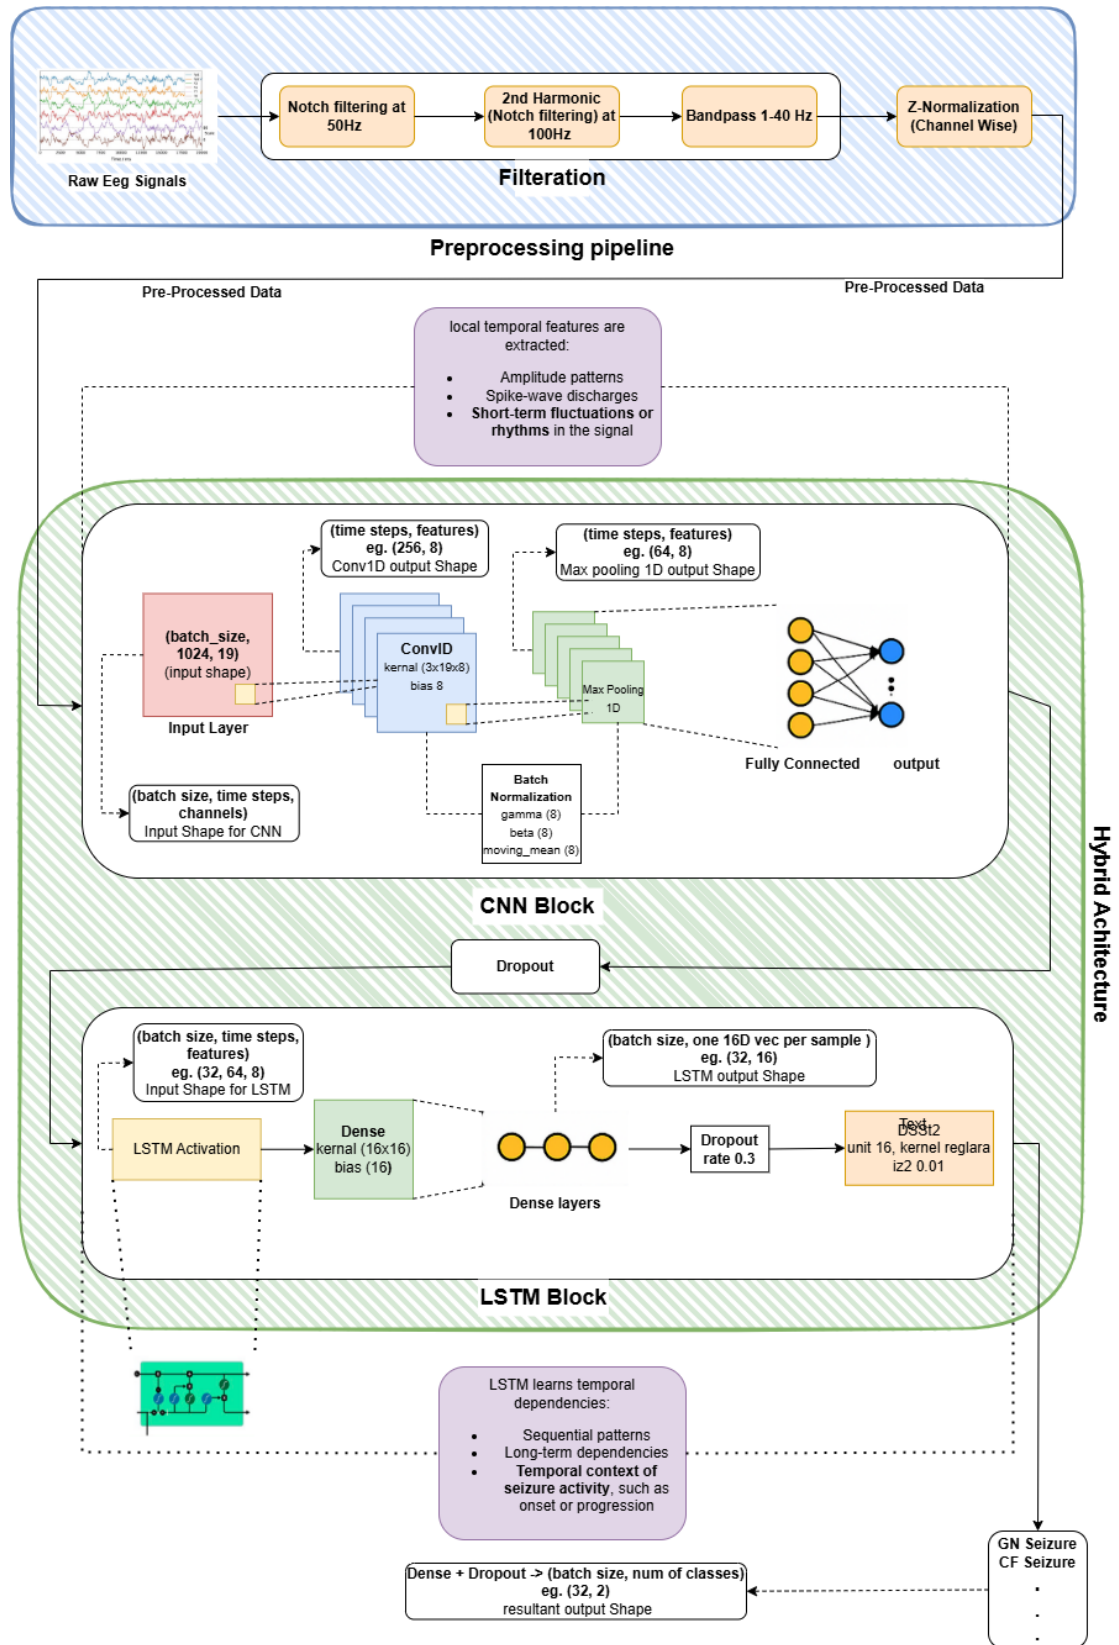 Notch filtering at
50Hz
2nd Harmonic
(Notch filtering) at
100Hz
Bandpass 1-40 Hz
Z-Normalization
(Channel Wise)
Raw Eeg Signals
Filteration
Preprocessing pipeline
Pre-Processed Data
Pre-Processed Data
local temporal features are
extracted:
• Amplitude patterns
• Spike-wave discharges
• Short-term fluctuations or
rhythms in the signal
(time steps, features)
eg. (256, 8)
Conv1D output Shape
(time steps, features)
eg. (64, 8)
Max pooling 1D output Shape
(batch_size,
1024, 19)
(input shape)
Input Layer
ConvID
kernal (3x19x8)
bias 8
Max Pooling
1D
Fully Connected
output
(batch size, time steps,
channels)
Input Shape for CNN
Batch
Normalization
gamma (8)
beta (8)
moving_mean (8)
CNN Block
Hybrid Achitecture
Dropout
(batch size, time steps,
features)
eg. (32, 64, 8)
Input Shape for LSTM
(batch size, one 16D vec per sample )
eg. (32, 16)
LSTM output Shape
LSTM Activation
Dense
kernal (16x16)
bias (16)
Dense layers
Dropout
rate 0.3
Text
unit 16, kernel reglara
iz2 0.01
LSTM Block
LSTM learns temporal
dependencies:
• Sequential patterns
• Long-term dependencies
• Temporal context of
seizure activity, such as
onset or progression
GN Seizure
CF Seizure
.
.
.
Dense + Dropout -> (batch size, num of classes)
eg. (32, 2)
resultant output Shape